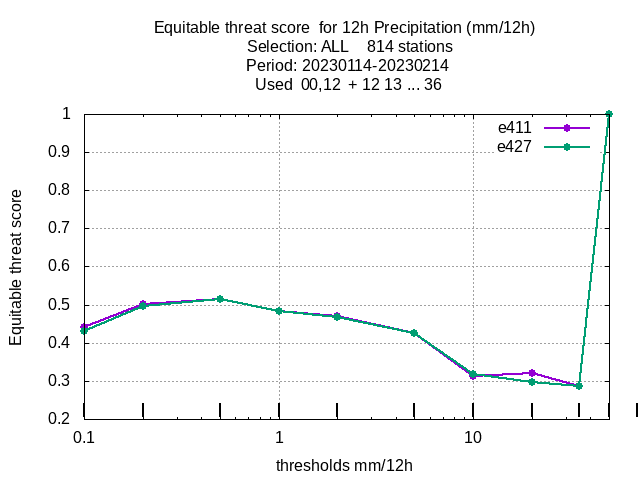 Equitable threat score  for 12h Precipitation (mm/12h)
Selection: ALL    814 stations
Period: 20230114-20230214
Used  00,12  + 12 13 ... 36
e411
e427
Equitable threat score
1
0.9
0.8
0.7
0.6
0.5
0.4
0.3
0.2
0.1 1 10
thresholds mm/12h